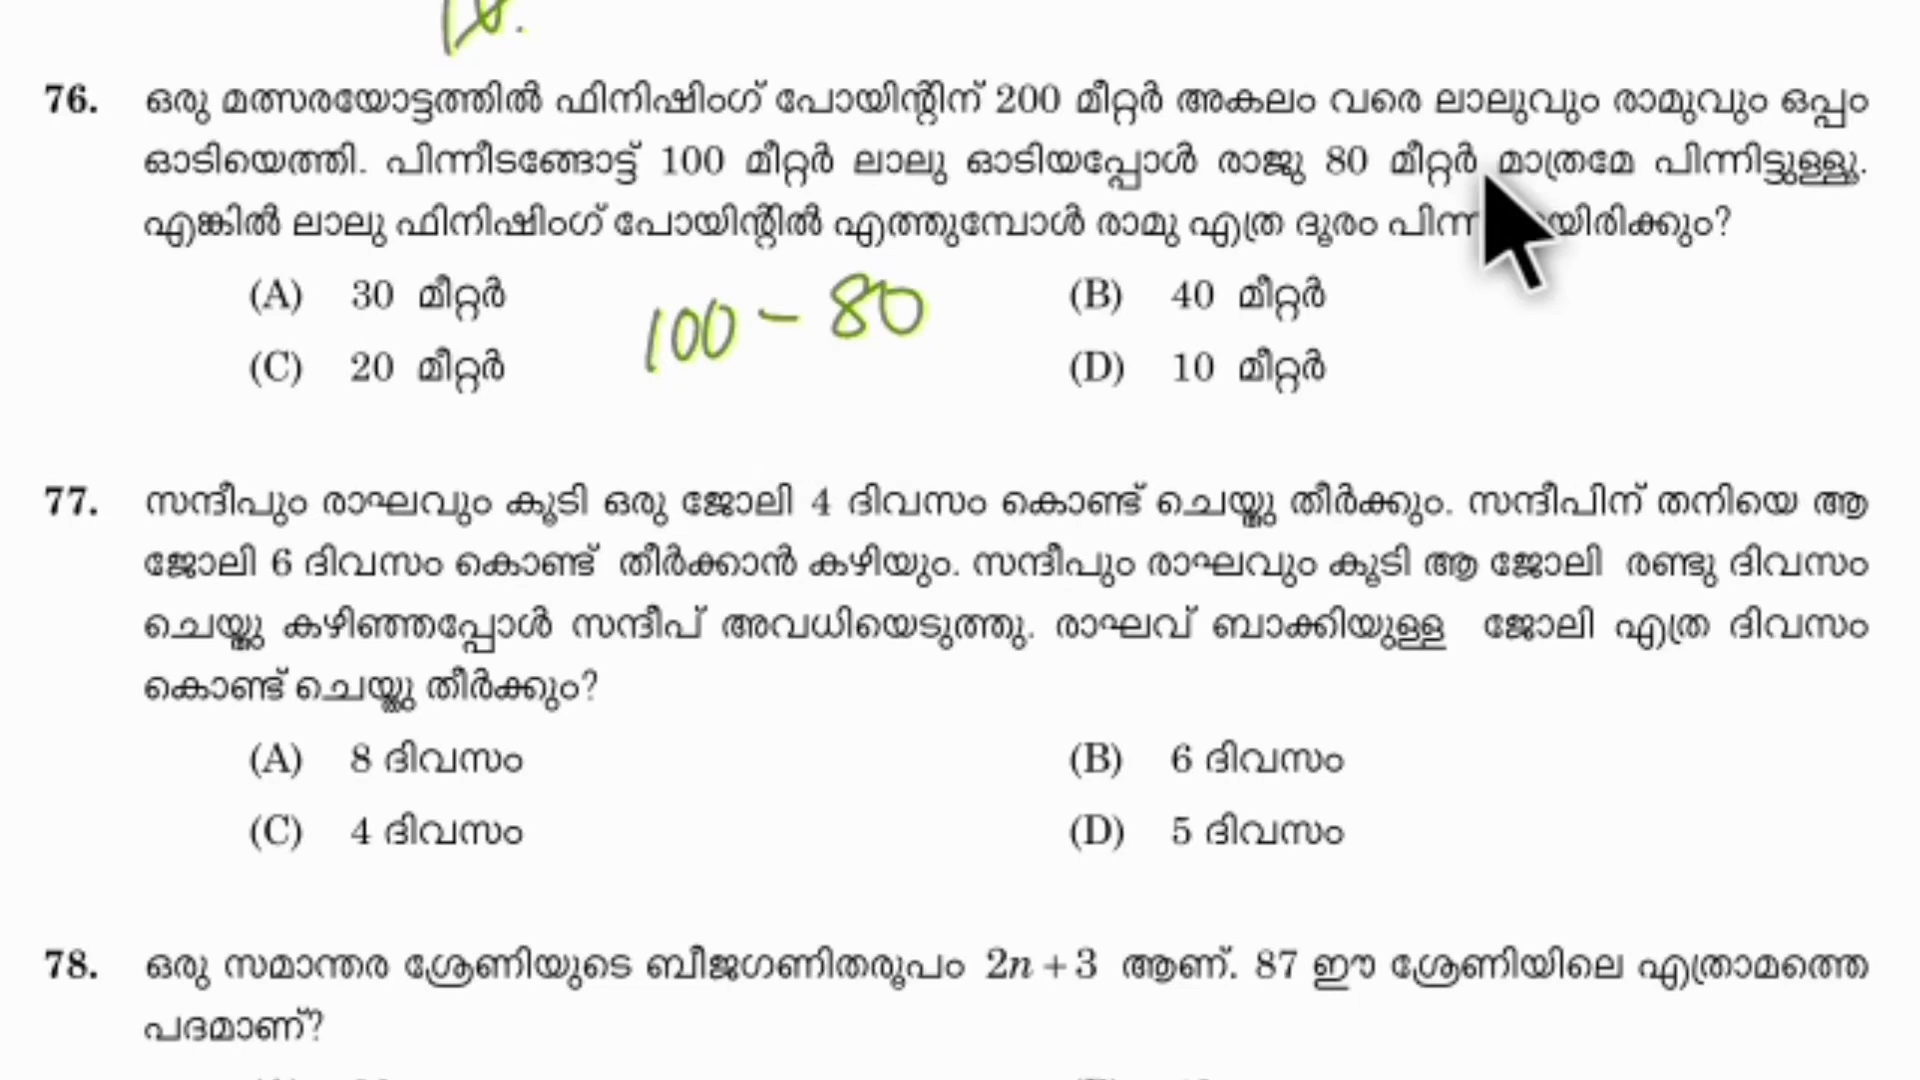 76. ഒരു മത്സരയോട്ടത്തിൽ ഫിനിഷിംഗ് പോയിന്റിന് 200 മീറ്റർ അകലം വരെ ലാലുവും രാമുവും ഒപ്പം
ഓടിയെത്തി. പിന്നീടങ്ങോട്ട് 100 മീറ്റർ ലാലു ഓടിയപ്പോൾ രാജു 80 മീറ്റർ മാത്രമേ പിന്നിട്ടുള്ളൂ.
എങ്കിൽ ലാലു ഫിനിഷിംഗ് പോയിന്റിൽ എത്തുമ്പോൾ രാമു എത്ര ദൂരം
(A) 30 മീറ്റർ (B) 40 മീറ്റർ
100 - 80
(C) 20 മീറ്റർ (D) 10 മീറ്റർ
77. സന്ദീപും രാഘവും കൂടി ഒരു ജോലി 4 ദിവസം കൊണ്ട് ചെയ്തു തീർക്കും. സന്ദീപിന് തനിയെ ആ
ജോലി 6 ദിവസം കൊണ്ട് തീർക്കാൻ കഴിയും. സന്ദീപും രാഘവും കൂടി ആ ജോലി രണ്ടു ദിവസം
ചെയ്തു കഴിഞ്ഞപ്പോൾ സന്ദീപ് അവധിയെടുത്തു. രാഘവ് ബാക്കിയുള്ള ജോലി എത്ര ദിവസം
കൊണ്ട് ചെയ്തു തീർക്കും?
(A) 8 ദിവസം (B) 6 ദിവസം
(C) 4 ദിവസം (D) 5 ദിവസം
78. ഒരു സമാന്തര ശ്രേണിയുടെ ബീജഗണിതരൂപം 2n + 3 ആണ്. 87 ഈ ശ്രേണിയിലെ എത്രാമത്തെ
പദമാണ്?